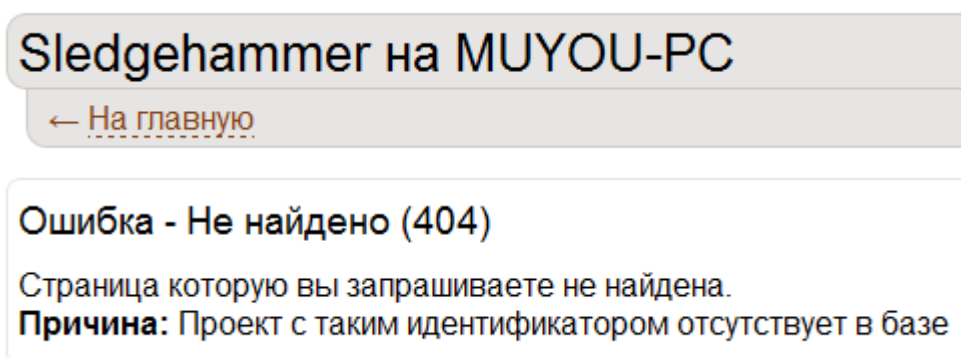 Sledgehammer на MUYOU-PC
← На главную
Ошибка - Не найдено (404)
Страница которую вы запрашиваете не найдена.
Причина: Проект с таким идентификатором отсутствует в базе